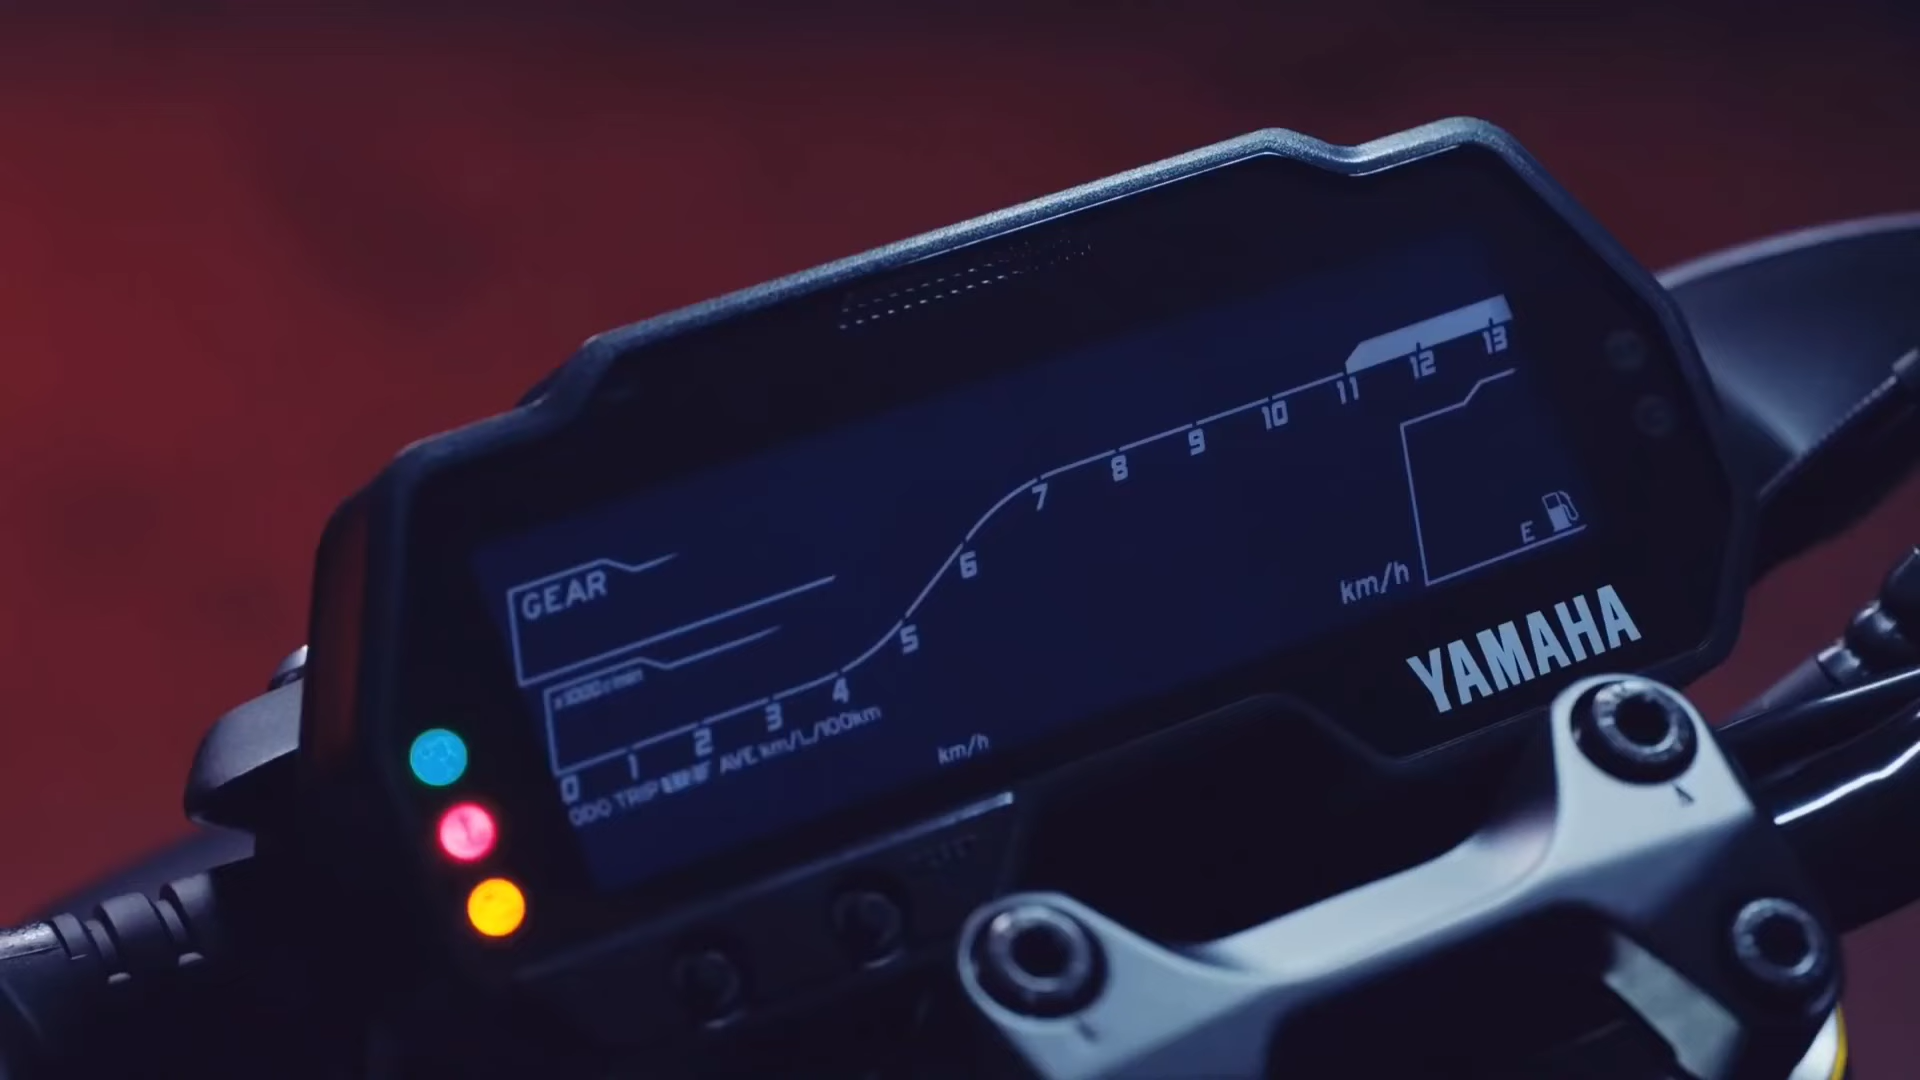 GEAR
0 1 2 3 4 5 6 7 8 9 10 11 12 13
ODO TRIP AVE. km/L L/100km
km/h
km/h
E
YAMAHA